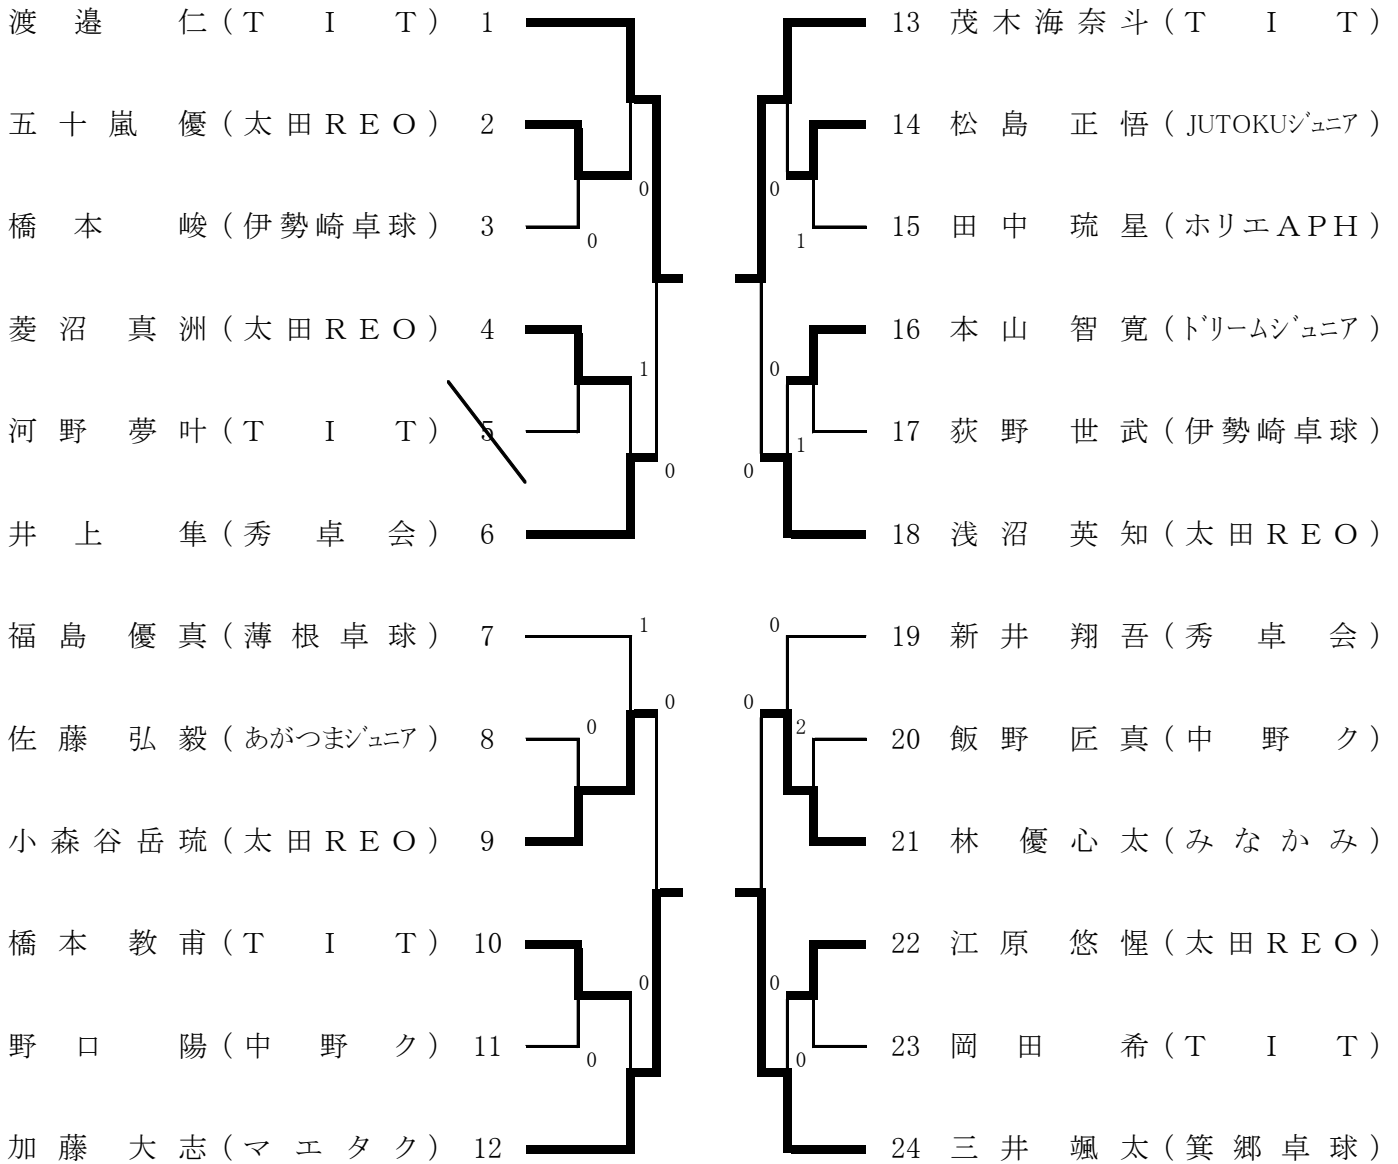 渡邉 仁(TIT) 1
五十嵐 優(太田REO) 2
0
橋本 峻(伊勢崎卓球) 3
0
菱沼 真洲(太田REO) 4
1
河野 夢叶(TIT) 5
0
井上 隼(秀卓会) 6
福島 優真(薄根卓球) 7
1
0
佐藤 弘毅(あがつまジュニア) 8
0
小森谷岳琉(太田REO) 9
橋本 教甫(TIT) 10
0
野口 陽(中野ク) 11
0
加藤 大志(マエタク) 12
13 茂木海奈斗(TIT)
14 松島 正悟(JUTOKUジュニア)
0
15 田中 琉星(ホリエAPH)
1
16 本山 智寛(ドリームジュニア)
0
17 荻野 世武(伊勢崎卓球)
1
0
18 浅沼 英知(太田REO)
0
19 新井 翔吾(秀卓会)
0
2
20 飯野 匠真(中野ク)
21 林 優心太(みなかみ)
22 江原 悠惺(太田REO)
0
23 岡田 希(TIT)
0
24 三井 颯太(箕郷卓球)